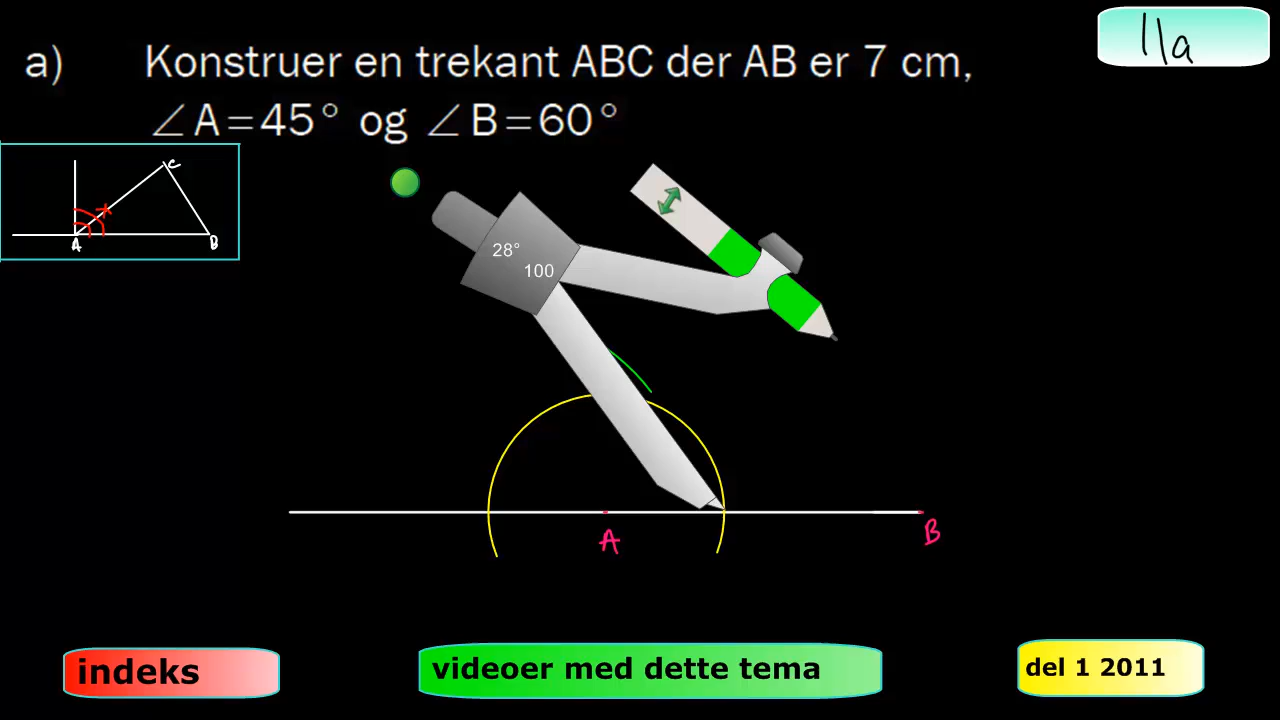 11a
a) Konstruer en trekant ABC der AB er 7 cm,
∠A=45° og ∠B=60°
C
A B
28°
100
A B
indeks
videoer med dette tema
del 1 2011